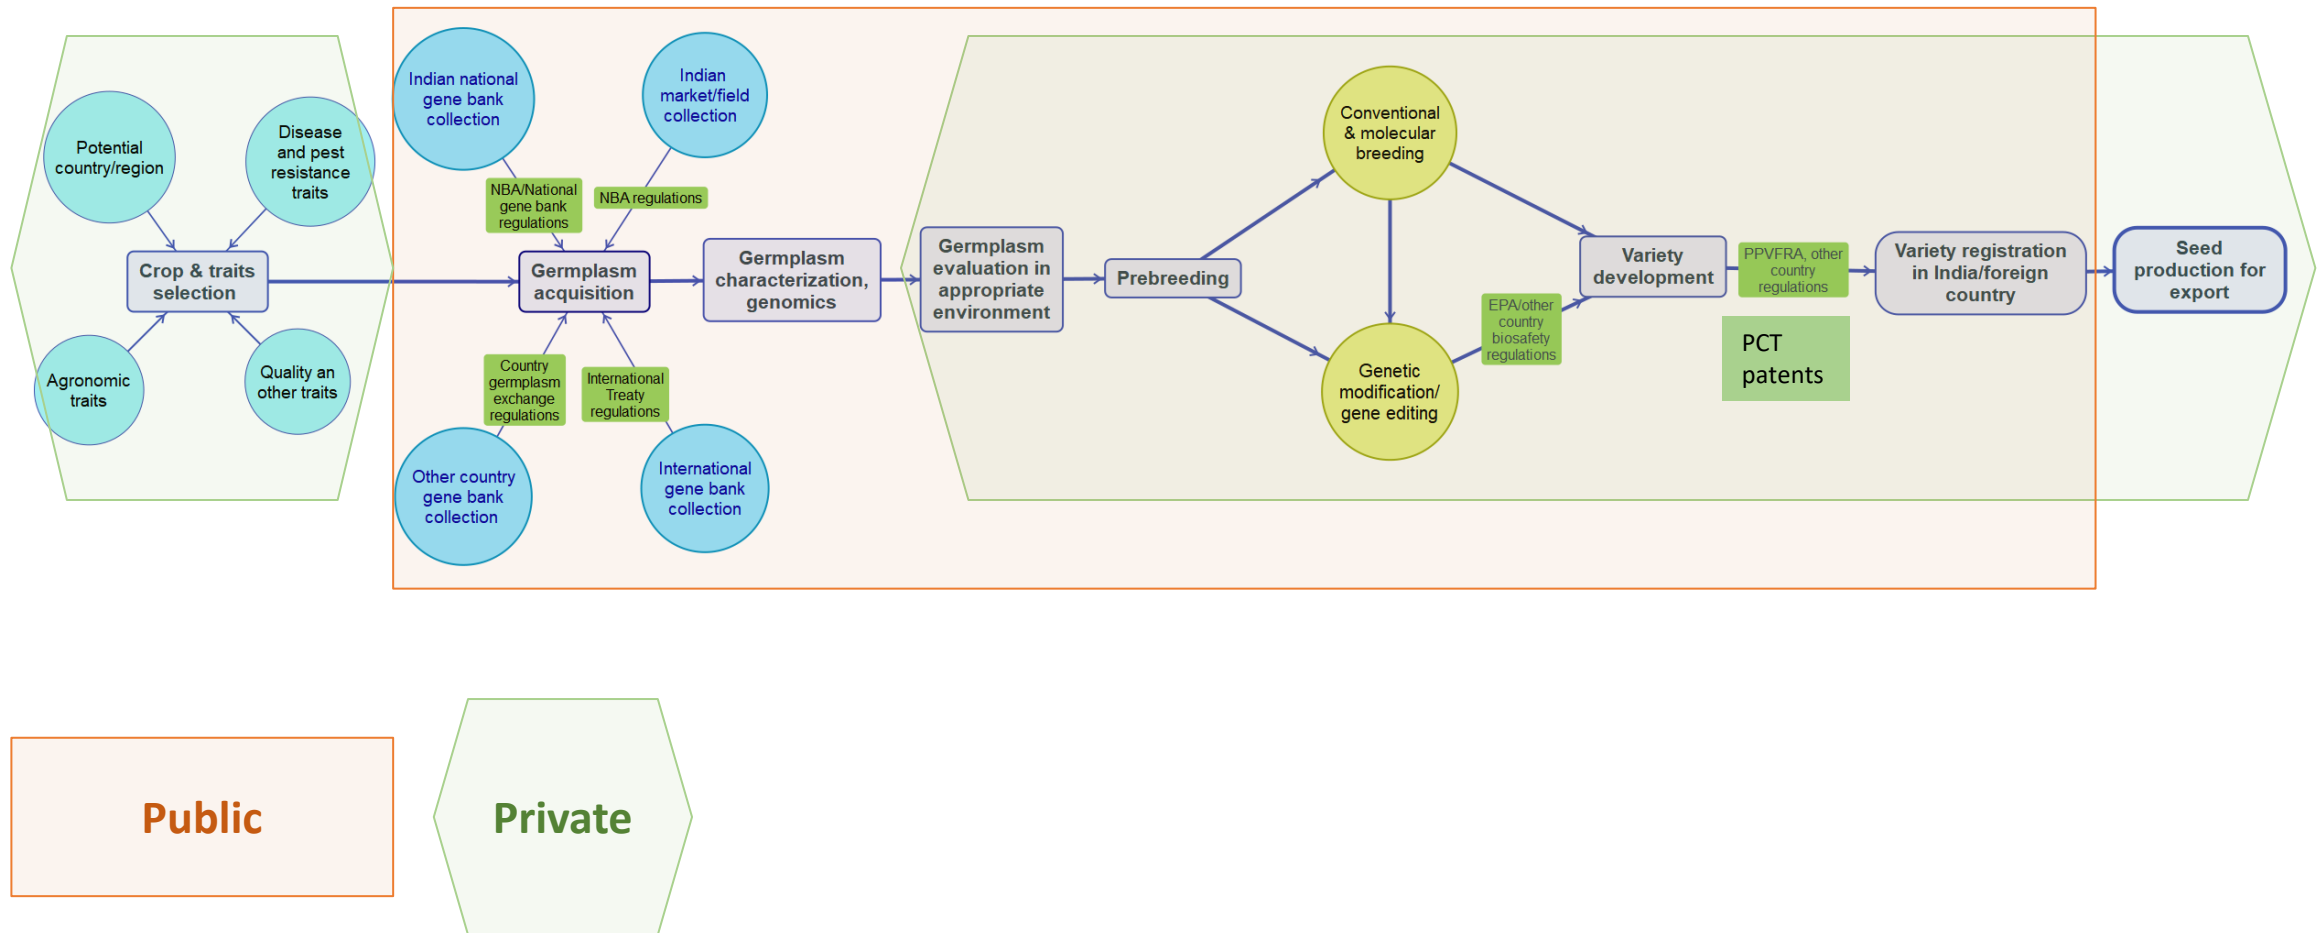 Potential
country/region
Disease
and pest
resistance
traits
Crop & traits
selection
Agronomic
traits
Quality an
other traits
Indian national
gene bank
collection
Indian
market/field
collection
NBA/National
gene bank
regulations
NBA regulations
Germplasm
acquisition
Country
germplasm
exchange
regulations
International
Treaty
regulations
Other country
gene bank
collection
International
gene bank
collection
Germplasm
characterization,
genomics
Germplasm
evaluation in
appropriate
environment
Prebreeding
Conventional
& molecular
breeding
Genetic
modification/
gene editing
EPA/other
country
biosafety
regulations
Variety
development
PPVFRA, other
country
regulations
PCT
patents
Variety registration
in India/foreign
country
Seed
production for
export
Public
Private